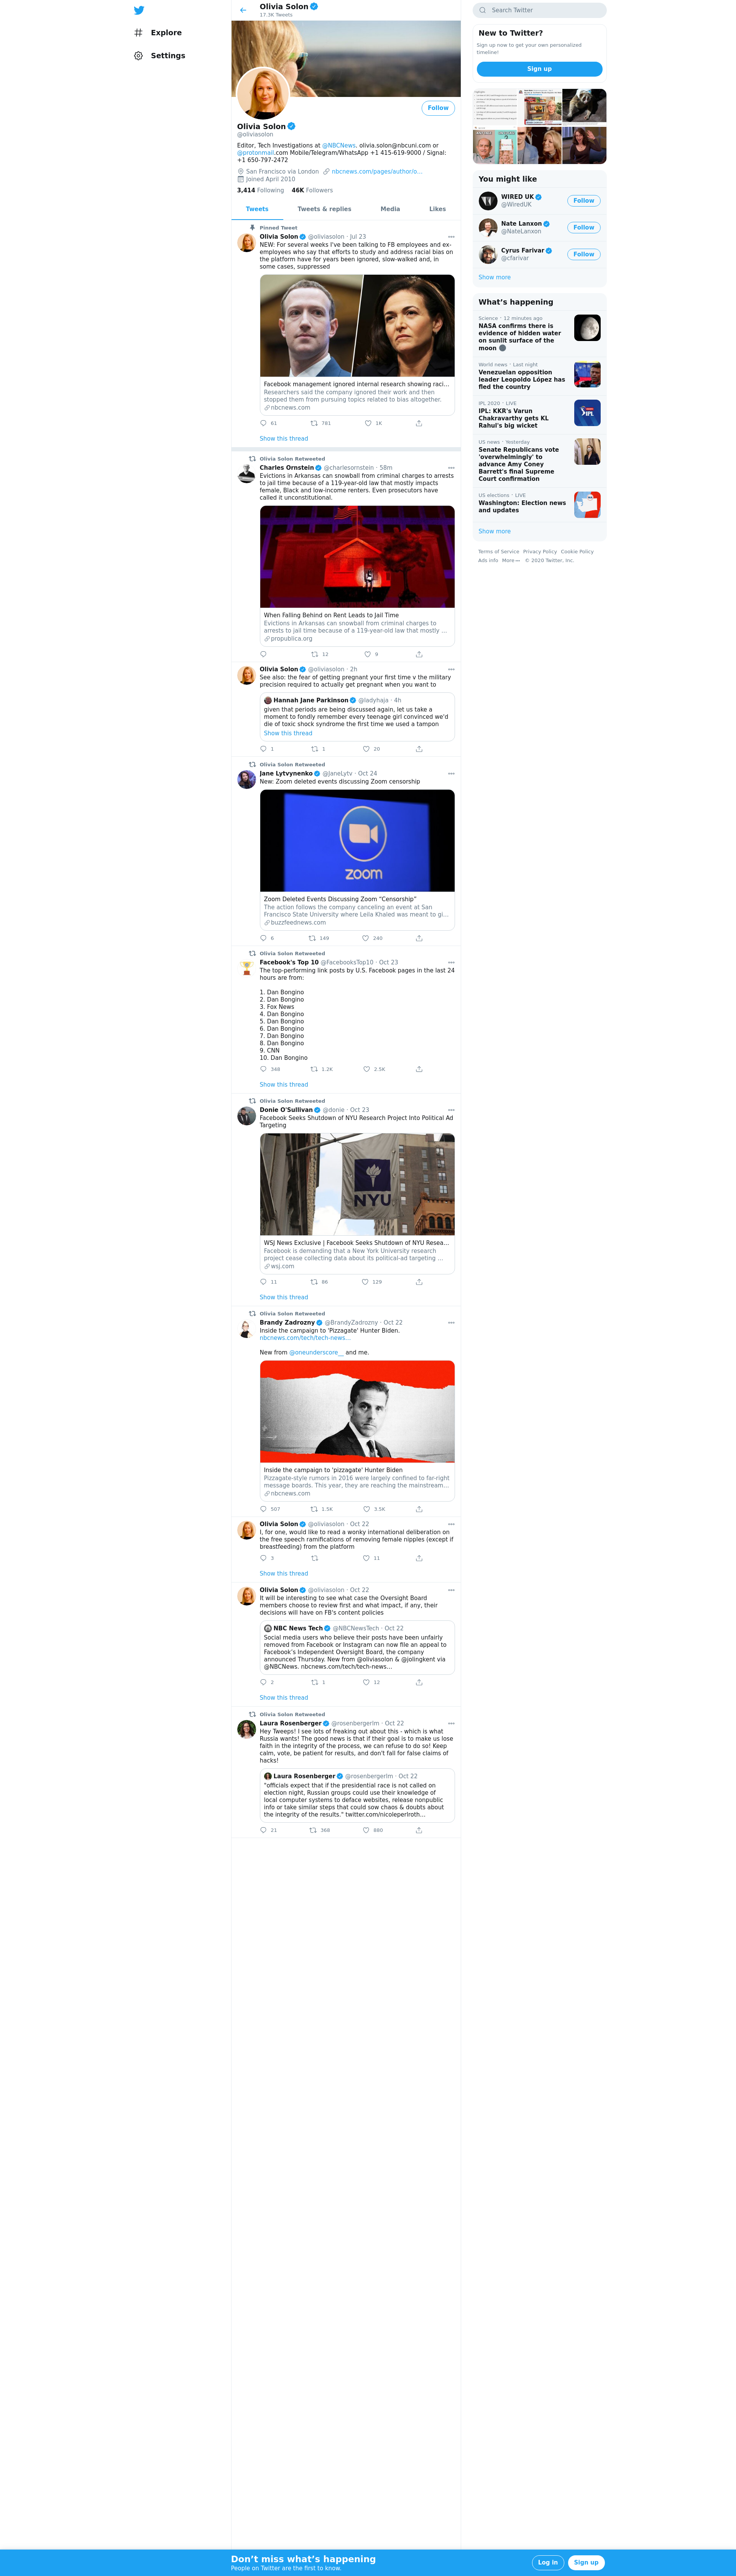 Explore
Settings
Olivia Solon
17.3K Tweets
Follow
Olivia Solon
@oliviasolon
Editor, Tech Investigations at @NBCNews. olivia.solon@nbcuni.com or
@protonmail.com Mobile/Telegram/WhatsApp +1 415-619-9000 / Signal:
+1 650-797-2472
San Francisco via London nbcnews.com/pages/author/o…
Joined April 2010
3,414 Following 46K Followers
Tweets Tweets & replies Media Likes
Pinned Tweet
Olivia Solon @oliviasolon · Jul 23
NEW: For several weeks I've been talking to FB employees and ex-
employees who say that efforts to study and address racial bias on
the platform have for years been ignored, slow-walked and, in
some cases, suppressed
Facebook management ignored internal research showing raci…
Researchers said the company ignored their work and then
stopped them from pursuing topics related to bias altogether.
nbcnews.com
61 781 1K
Show this thread
Olivia Solon Retweeted
Charles Ornstein @charlesornstein · 58m
Evictions in Arkansas can snowball from criminal charges to arrests
to jail time because of a 119-year-old law that mostly impacts
female, Black and low-income renters. Even prosecutors have
called it unconstitutional.
When Falling Behind on Rent Leads to Jail Time
Evictions in Arkansas can snowball from criminal charges to
arrests to jail time because of a 119-year-old law that mostly …
propublica.org
12 9
Olivia Solon @oliviasolon · 2h
See also: the fear of getting pregnant your first time v the military
precision required to actually get pregnant when you want to
Hannah Jane Parkinson @ladyhaja · 4h
given that periods are being discussed again, let us take a
moment to fondly remember every teenage girl convinced we'd
die of toxic shock syndrome the first time we used a tampon
Show this thread
1 1 20
Olivia Solon Retweeted
Jane Lytvynenko @JaneLytv · Oct 24
New: Zoom deleted events discussing Zoom censorship
zoom
Zoom Deleted Events Discussing Zoom “Censorship”
The action follows the company canceling an event at San
Francisco State University where Leila Khaled was meant to gi…
buzzfeednews.com
6 149 240
Olivia Solon Retweeted
Facebook's Top 10 @FacebooksTop10 · Oct 23
The top-performing link posts by U.S. Facebook pages in the last 24
hours are from:
1. Dan Bongino
2. Dan Bongino
3. Fox News
4. Dan Bongino
5. Dan Bongino
6. Dan Bongino
7. Dan Bongino
8. Dan Bongino
9. CNN
10. Dan Bongino
348 1.2K 2.5K
Show this thread
Olivia Solon Retweeted
Donie O'Sullivan @donie · Oct 23
Facebook Seeks Shutdown of NYU Research Project Into Political Ad
Targeting
NYU
WSJ News Exclusive | Facebook Seeks Shutdown of NYU Resea…
Facebook is demanding that a New York University research
project cease collecting data about its political-ad targeting …
wsj.com
11 86 129
Show this thread
Olivia Solon Retweeted
Brandy Zadrozny @BrandyZadrozny · Oct 22
Inside the campaign to 'Pizzagate' Hunter Biden.
nbcnews.com/tech/tech-news…
New from @oneunderscore__ and me.
Inside the campaign to 'pizzagate' Hunter Biden
Pizzagate-style rumors in 2016 were largely confined to far-right
message boards. This year, they are reaching the mainstream…
nbcnews.com
507 1.5K 3.5K
Olivia Solon @oliviasolon · Oct 22
I, for one, would like to read a wonky international deliberation on
the free speech ramifications of removing female nipples (except if
breastfeeding) from the platform
3 11
Show this thread
Olivia Solon @oliviasolon · Oct 22
It will be interesting to see what case the Oversight Board
members choose to review first and what impact, if any, their
decisions will have on FB's content policies
NBC News Tech @NBCNewsTech · Oct 22
Social media users who believe their posts have been unfairly
removed from Facebook or Instagram can now file an appeal to
Facebook's Independent Oversight Board, the company
announced Thursday. New from @oliviasolon & @jolingkent via
@NBCNews. nbcnews.com/tech/tech-news…
2 1 12
Show this thread
Olivia Solon Retweeted
Laura Rosenberger @rosenbergerlm · Oct 22
Hey Tweeps! I see lots of freaking out about this - which is what
Russia wants! The good news is that if their goal is to make us lose
faith in the integrity of the process, we can refuse to do so! Keep
calm, vote, be patient for results, and don't fall for false claims of
hacks!
Laura Rosenberger @rosenbergerlm · Oct 22
"officials expect that if the presidential race is not called on
election night, Russian groups could use their knowledge of
local computer systems to deface websites, release nonpublic
info or take similar steps that could sow chaos & doubts about
the integrity of the results." twitter.com/nicoleperlroth…
21 368 880
Search Twitter
New to Twitter?
Sign up now to get your own personalized
timeline!
Sign up
You might like
WIRED UK
@WiredUK
Follow
Nate Lanxon
@NateLanxon
Follow
Cyrus Farivar
@cfarivar
Follow
Show more
What’s happening
Science · 12 minutes ago
NASA confirms there is
evidence of hidden water
on sunlit surface of the
moon
World news · Last night
Venezuelan opposition
leader Leopoldo López has
fled the country
IPL 2020 · LIVE
IPL: KKR's Varun
Chakravarthy gets KL
Rahul's big wicket
IPL
US news · Yesterday
Senate Republicans vote
'overwhelmingly' to
advance Amy Coney
Barrett's final Supreme
Court confirmation
US elections · LIVE
Washington: Election news
and updates
Show more
Terms of Service Privacy Policy Cookie Policy
Ads info More © 2020 Twitter, Inc.
Don’t miss what’s happening
People on Twitter are the first to know.
Log in Sign up